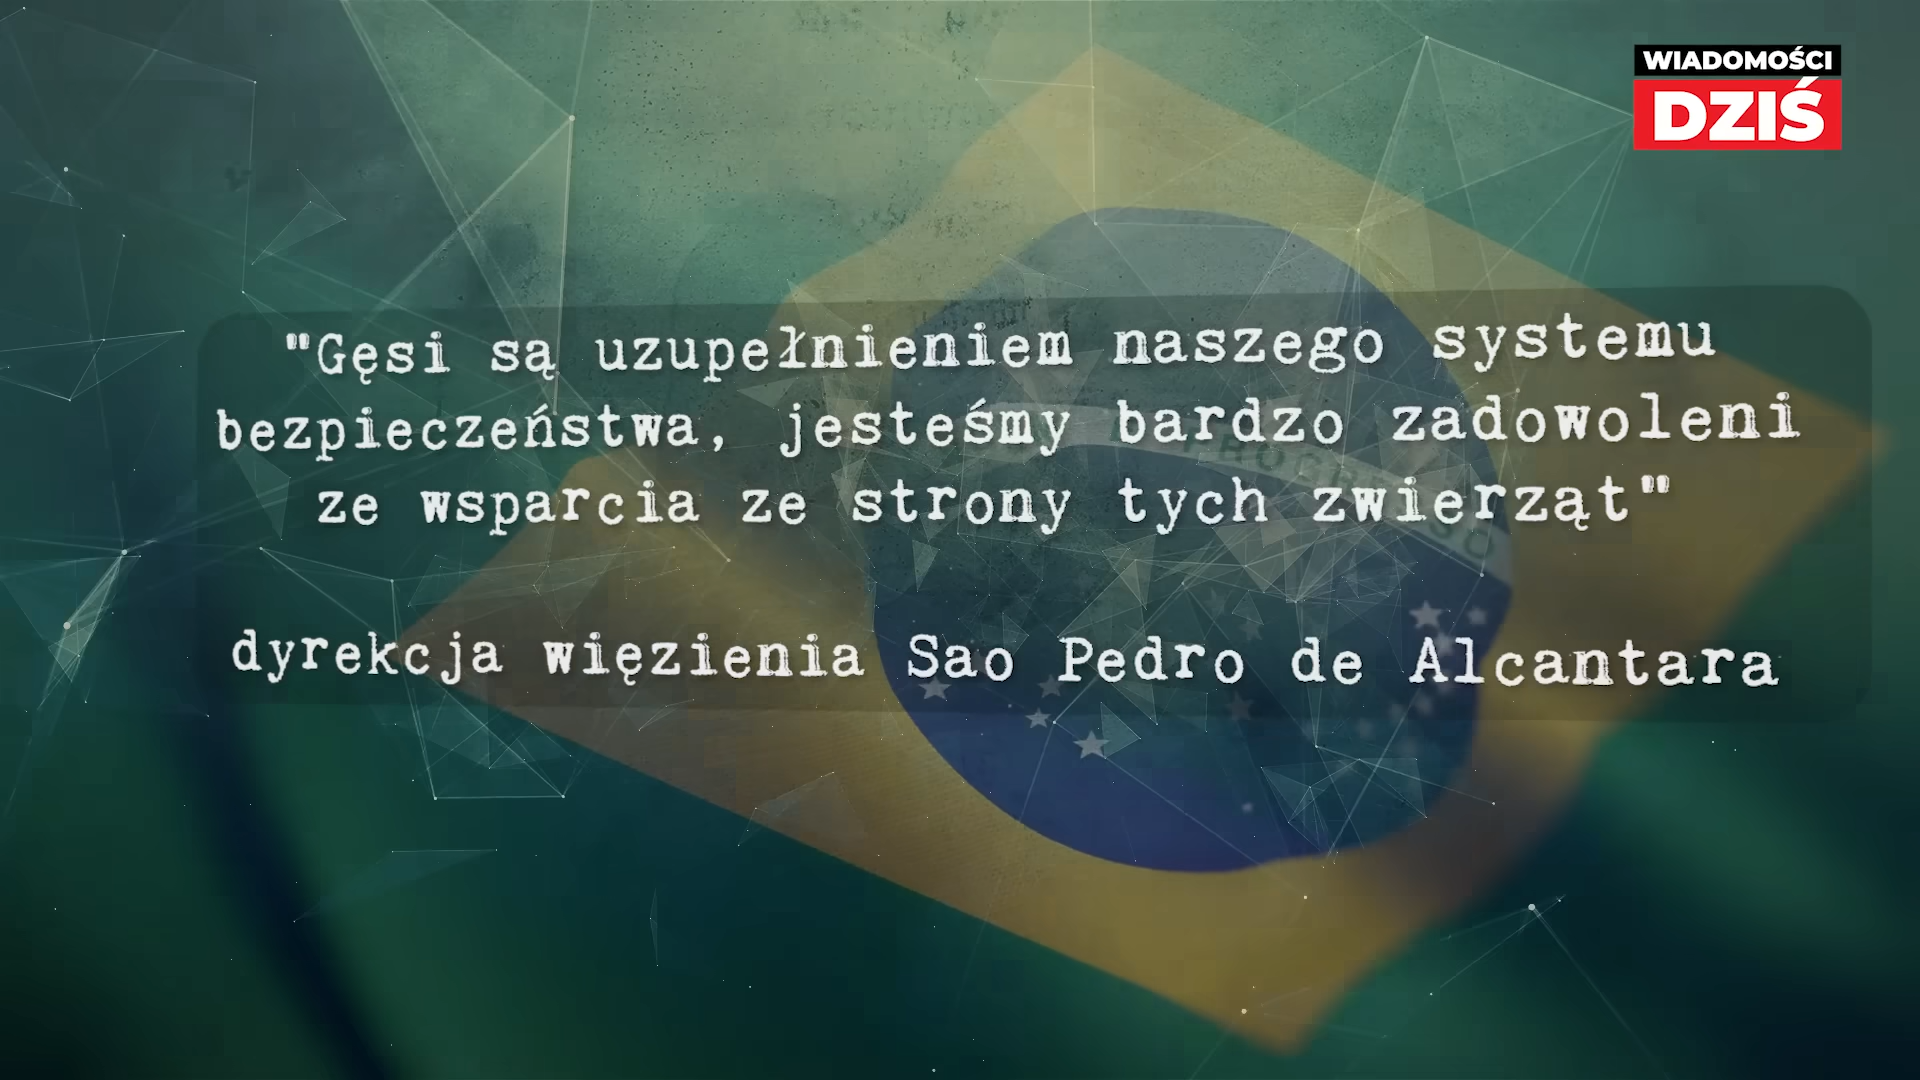 WIADOMOŚCI
DZIŚ
"Gęsi są uzupełnieniem naszego systemu
bezpieczeństwa, jesteśmy bardzo zadowoleni
ze wsparcia ze strony tych zwierząt"
dyrekcja więzienia Sao Pedro de Alcantara